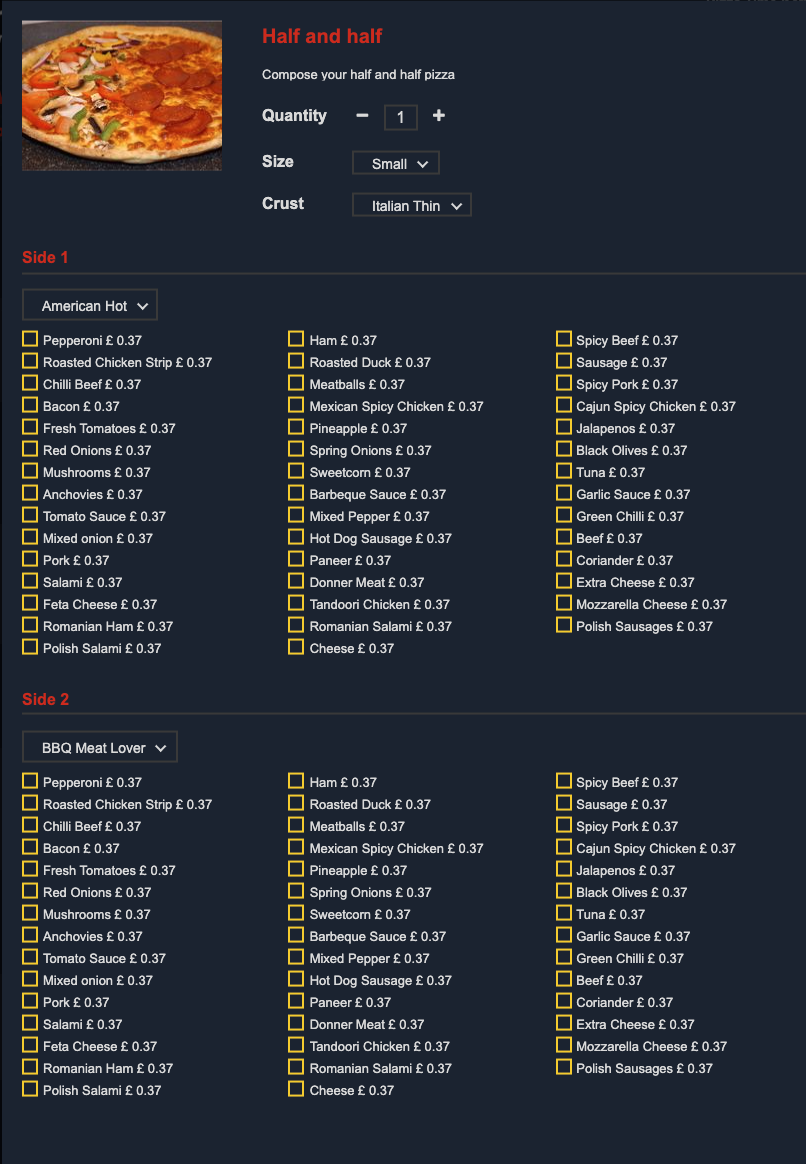 Half and half
Compose your half and half pizza
Quantity − 1 +
Size Small
Crust Italian Thin
Side 1
American Hot
Pepperoni £ 0.37 Ham £ 0.37 Spicy Beef £ 0.37
Roasted Chicken Strip £ 0.37 Roasted Duck £ 0.37 Sausage £ 0.37
Chilli Beef £ 0.37 Meatballs £ 0.37 Spicy Pork £ 0.37
Bacon £ 0.37 Mexican Spicy Chicken £ 0.37 Cajun Spicy Chicken £ 0.37
Fresh Tomatoes £ 0.37 Pineapple £ 0.37 Jalapenos £ 0.37
Red Onions £ 0.37 Spring Onions £ 0.37 Black Olives £ 0.37
Mushrooms £ 0.37 Sweetcorn £ 0.37 Tuna £ 0.37
Anchovies £ 0.37 Barbeque Sauce £ 0.37 Garlic Sauce £ 0.37
Tomato Sauce £ 0.37 Mixed Pepper £ 0.37 Green Chilli £ 0.37
Mixed onion £ 0.37 Hot Dog Sausage £ 0.37 Beef £ 0.37
Pork £ 0.37 Paneer £ 0.37 Coriander £ 0.37
Salami £ 0.37 Donner Meat £ 0.37 Extra Cheese £ 0.37
Feta Cheese £ 0.37 Tandoori Chicken £ 0.37 Mozzarella Cheese £ 0.37
Romanian Ham £ 0.37 Romanian Salami £ 0.37 Polish Sausages £ 0.37
Polish Salami £ 0.37 Cheese £ 0.37
Side 2
BBQ Meat Lover
Pepperoni £ 0.37 Ham £ 0.37 Spicy Beef £ 0.37
Roasted Chicken Strip £ 0.37 Roasted Duck £ 0.37 Sausage £ 0.37
Chilli Beef £ 0.37 Meatballs £ 0.37 Spicy Pork £ 0.37
Bacon £ 0.37 Mexican Spicy Chicken £ 0.37 Cajun Spicy Chicken £ 0.37
Fresh Tomatoes £ 0.37 Pineapple £ 0.37 Jalapenos £ 0.37
Red Onions £ 0.37 Spring Onions £ 0.37 Black Olives £ 0.37
Mushrooms £ 0.37 Sweetcorn £ 0.37 Tuna £ 0.37
Anchovies £ 0.37 Barbeque Sauce £ 0.37 Garlic Sauce £ 0.37
Tomato Sauce £ 0.37 Mixed Pepper £ 0.37 Green Chilli £ 0.37
Mixed onion £ 0.37 Hot Dog Sausage £ 0.37 Beef £ 0.37
Pork £ 0.37 Paneer £ 0.37 Coriander £ 0.37
Salami £ 0.37 Donner Meat £ 0.37 Extra Cheese £ 0.37
Feta Cheese £ 0.37 Tandoori Chicken £ 0.37 Mozzarella Cheese £ 0.37
Romanian Ham £ 0.37 Romanian Salami £ 0.37 Polish Sausages £ 0.37
Polish Salami £ 0.37 Cheese £ 0.37